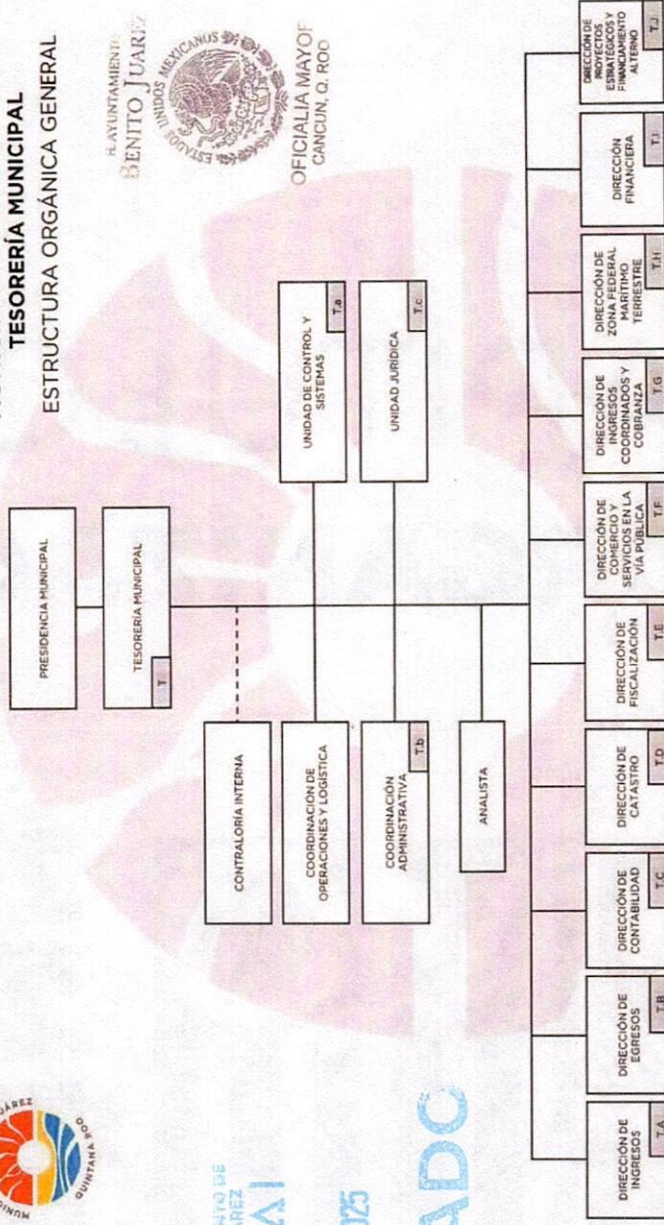 TESORERÍA MUNICIPAL
ESTRUCTURA ORGÁNICA GENERAL
JUÁREZ
QUINTANA ROO
H. AYUNTAMIENTO
BENITO JUÁREZ
ESTADOS UNIDOS MEXICANOS
OFICIALIA MAYOR
CANCUN, Q. ROO
PRESIDENCIA MUNICIPAL
TESORERÍA MUNICIPAL
T
CONTRALORÍA INTERNA
COORDINACIÓN DE
OPERACIONES Y LOGÍSTICA
UNIDAD DE CONTROL Y
SISTEMAS
T.a
COORDINACIÓN
ADMINISTRATIVA
T.b
UNIDAD JURÍDICA
T.c
ANALISTA
025
DIRECCIÓN DE
INGRESOS
T.A
DIRECCIÓN DE
EGRESOS
T.B
DIRECCIÓN DE
CONTABILIDAD
T.C
DIRECCIÓN DE
CATASTRO
T.D
DIRECCIÓN DE
FISCALIZACIÓN
T.E
DIRECCIÓN DE
COMERCIO Y
SERVICIOS EN LA
VÍA PÚBLICA
T.F
DIRECCIÓN DE
INGRESOS
COORDINADOS Y
COBRANZA
T.G
DIRECCIÓN DE
ZONA FEDERAL
MARÍTIMO
TERRESTRE
T.H
DIRECCIÓN
FINANCIERA
T.I
DIRECCIÓN DE
PROYECTOS
ESTRATÉGICOS Y
FINANCIAMIENTO
ALTERNO
T.J